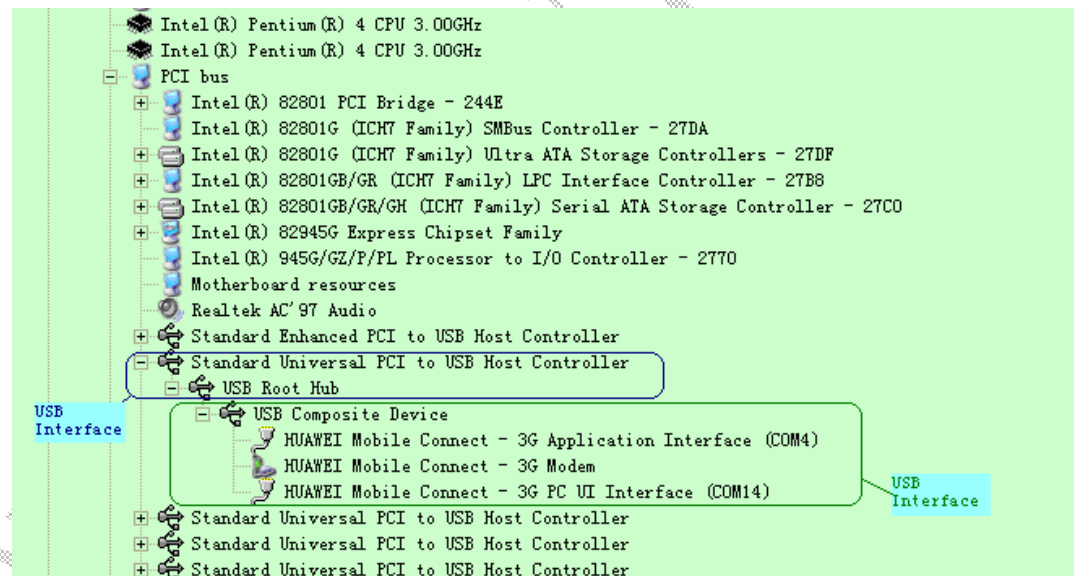 Intel(R) Pentium(R) 4 CPU 3.00GHz
Intel(R) Pentium(R) 4 CPU 3.00GHz
PCI bus
Intel(R) 82801 PCI Bridge - 244E
Intel(R) 82801G (ICH7 Family) SMBus Controller - 27DA
Intel(R) 82801G (ICH7 Family) Ultra ATA Storage Controllers - 27DF
Intel(R) 82801GB/GR (ICH7 Family) LPC Interface Controller - 27B8
Intel(R) 82801GB/GR/GH (ICH7 Family) Serial ATA Storage Controller - 27C0
Intel(R) 82945G Express Chipset Family
Intel(R) 945G/GZ/P/PL Processor to I/O Controller - 2770
Motherboard resources
Realtek AC'97 Audio
Standard Enhanced PCI to USB Host Controller
Standard Universal PCI to USB Host Controller
USB Root Hub
USB
Interface
USB Composite Device
HUAWEI Mobile Connect - 3G Application Interface (COM4)
HUAWEI Mobile Connect - 3G Modem
HUAWEI Mobile Connect - 3G PC UI Interface (COM14)
USB
Interface
Standard Universal PCI to USB Host Controller
Standard Universal PCI to USB Host Controller
Standard Universal PCI to USB Host Controller